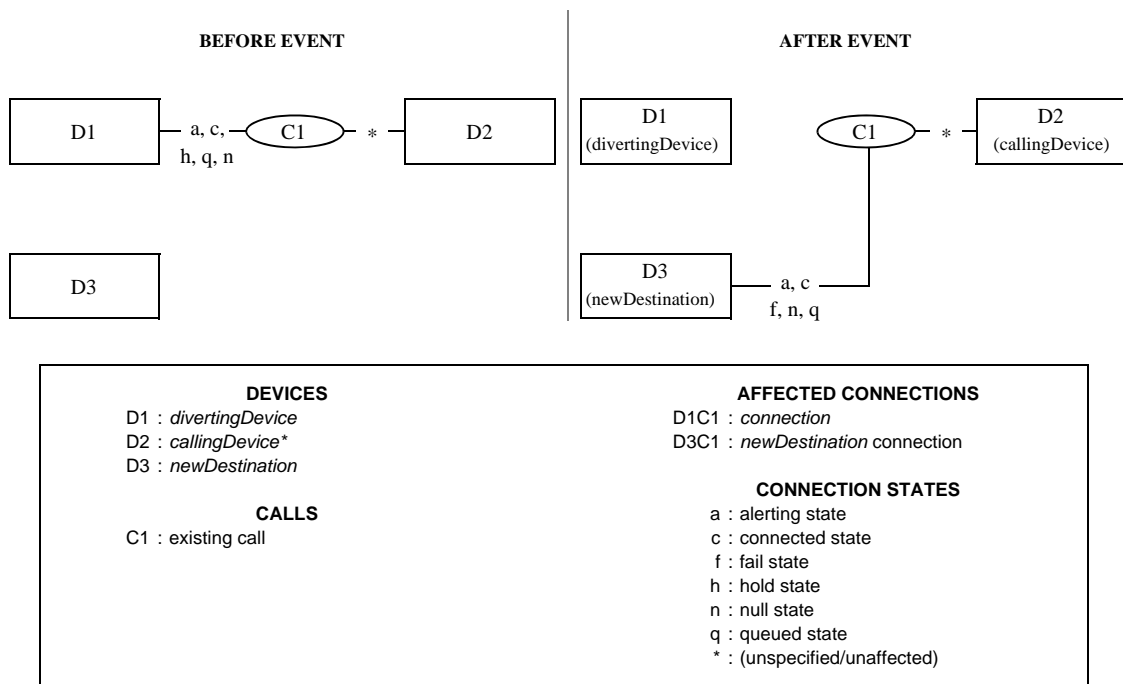 BEFORE EVENT
D1
a, c,
h, q, n
C1
*
D2
D3
AFTER EVENT
D1
(divertingDevice)
C1
*
D2
(callingDevice)
D3
(newDestination)
a, c
f, n, q
DEVICES
D1 : divertingDevice
D2 : callingDevice*
D3 : newDestination
CALLS
C1 : existing call
AFFECTED CONNECTIONS
D1C1 : connection
D3C1 : newDestination connection
CONNECTION STATES
a : alerting state
c : connected state
f : fail state
h : hold state
n : null state
q : queued state
* : (unspecified/unaffected)